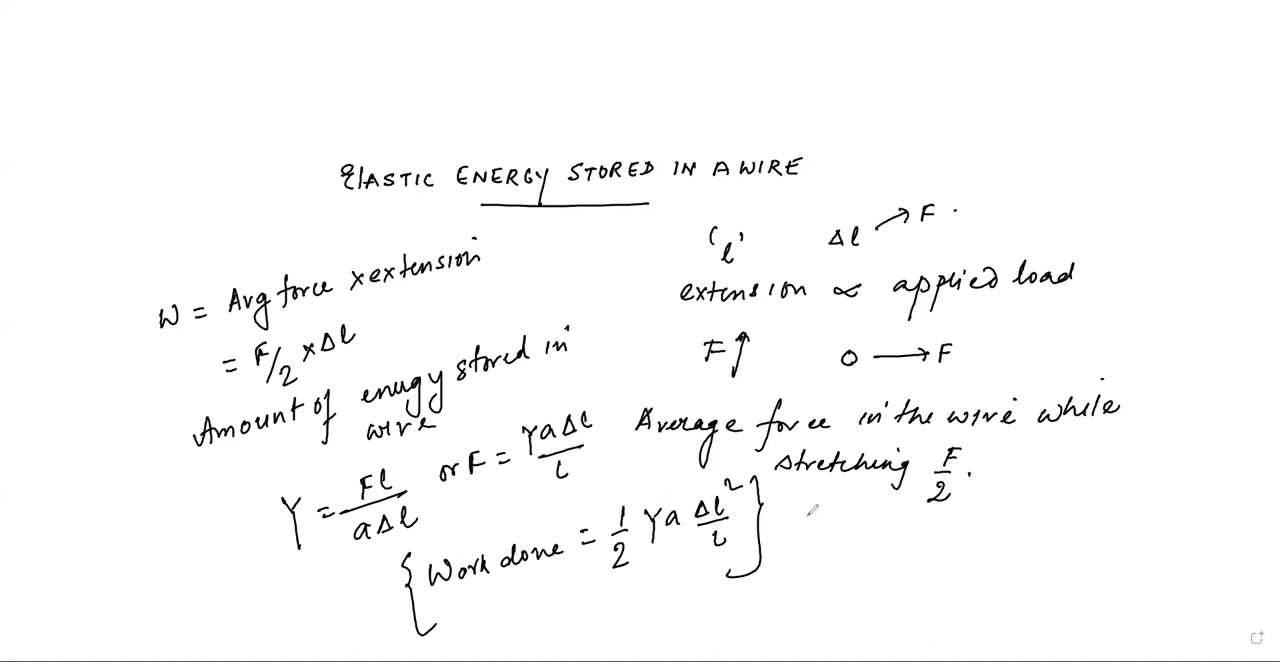 ELASTIC ENERGY STORED IN A WIRE
'l' Δl → F.
extension ∝ applied load
F↑ 0 → F
Average force in the wire while
stretching F/2.
W = Avg force x extension
= F/2 × Δl
Amount of energy stored in
wire
Y = Fl/aΔl or F = YaΔl/l
{Work done = 1/2 Ya Δl²/l}